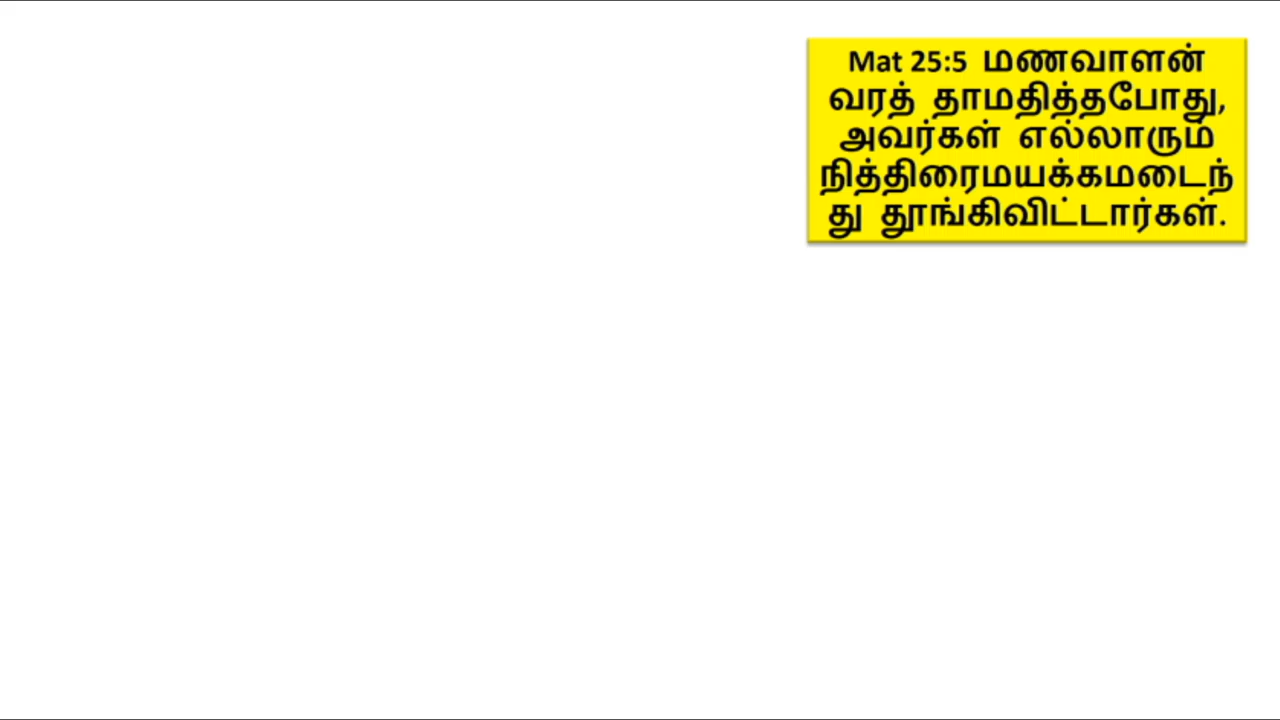 Mat 25:5 மணவாளன்
வரத் தாமதித்தபோது,
அவர்கள் எல்லாரும்
நித்திரைமயக்கமடைந்
து தூங்கிவிட்டார்கள்.